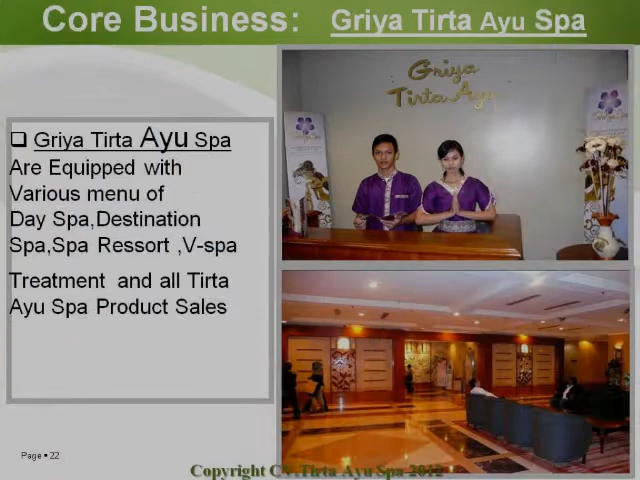 Core Business: Griya Tirta Ayu Spa
❑ Griya Tirta Ayu Spa
Are Equipped with
Various menu of
Day Spa,Destination
Spa,Spa Ressort ,V-spa
Treatment and all Tirta
Ayu Spa Product Sales
Griya
Tirta Ayu
Page ▪ 22
Copyright CV.Tirta Ayu Spa 2012